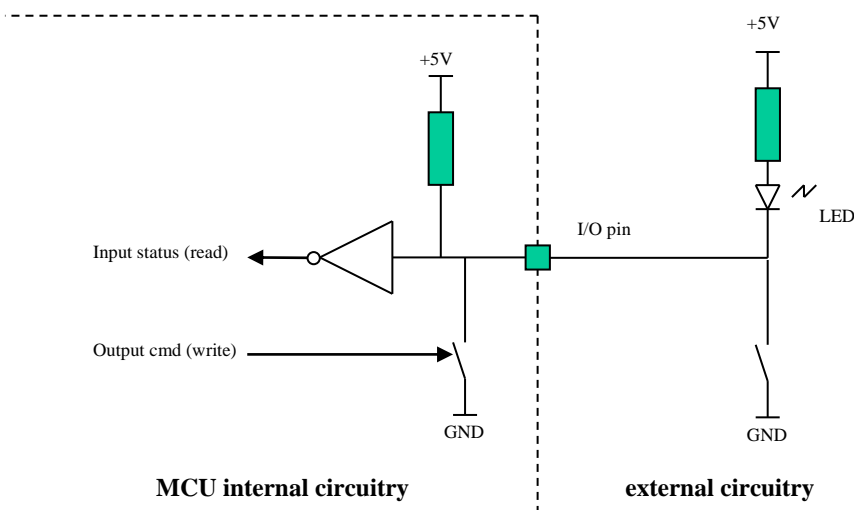 +5V
+5V
LED
I/O pin
Input status (read)
Output cmd (write)
GND
GND
MCU internal circuitry
external circuitry